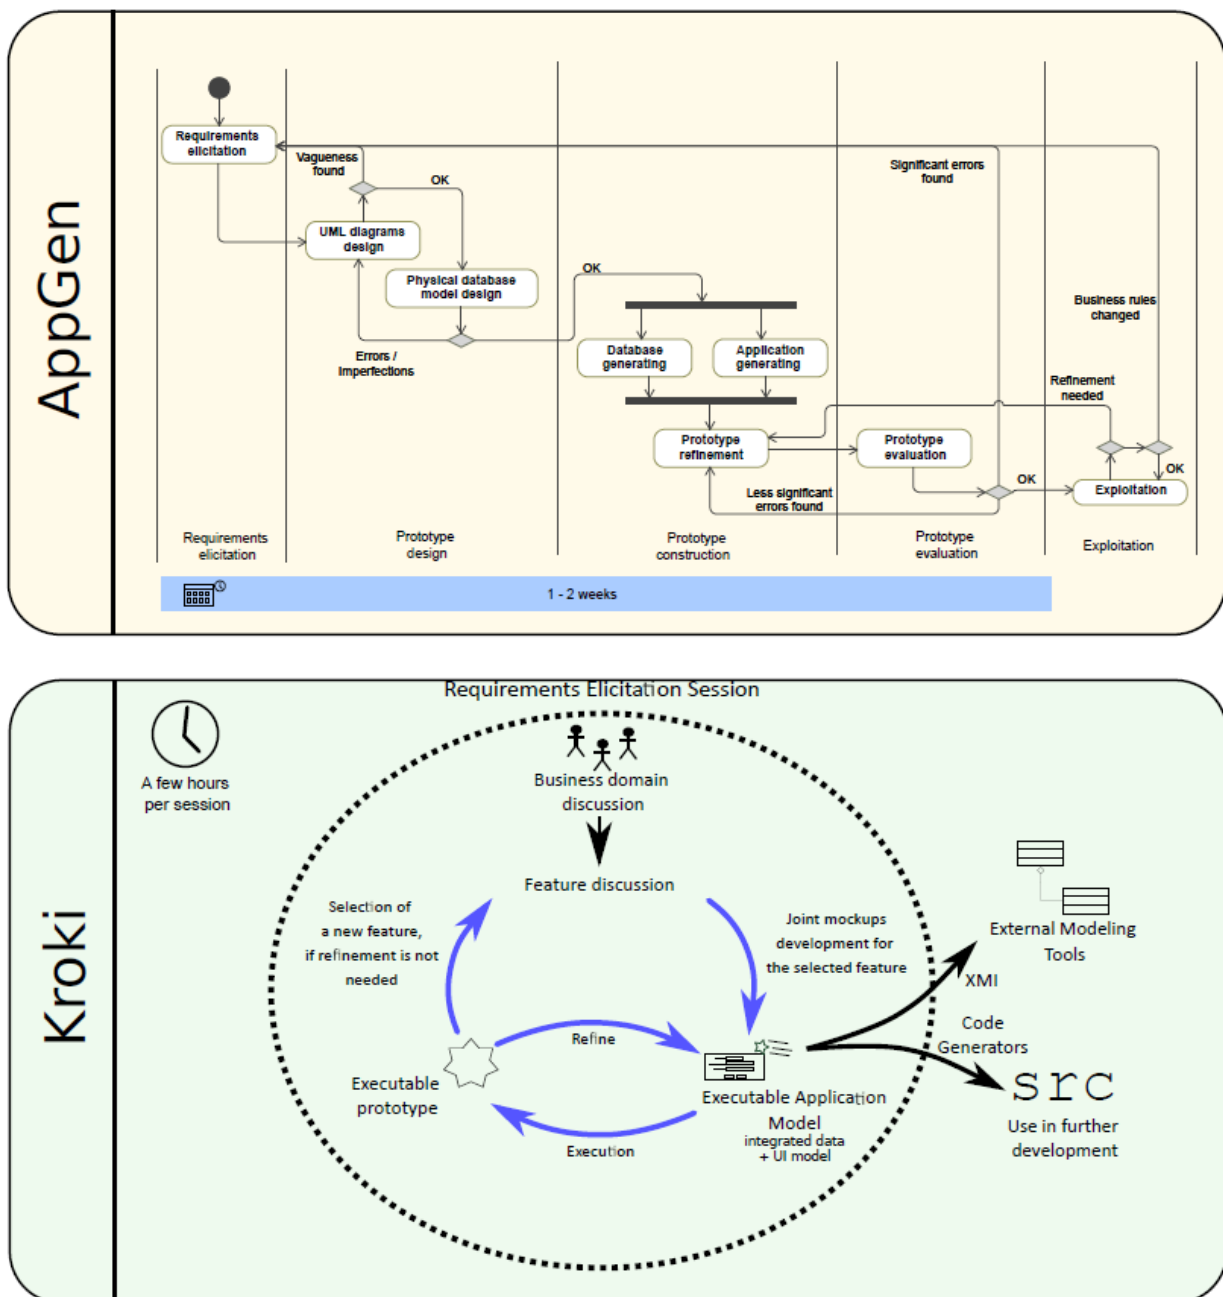 AppGen
Requirements
elicitation
Vagueness
found
OK
UML diagrams
design
Physical database
model design
Errors /
Imperfections
OK
Database
generating
Application
generating
Prototype
refinement
Less significant
errors found
Significant errors
found
Prototype
evaluation
OK
Business rules
changed
Refinement
needed
OK
Exploitation
Requirements
elicitation
Prototype
design
Prototype
construction
Prototype
evaluation
Exploitation
1 - 2 weeks
Kroki
Requirements Elicitation Session
A few hours
per session
Business domain
discussion
Feature discussion
Selection of
a new feature,
if refinement is not
needed
Joint mockups
development for
the selected feature
External Modeling
Tools
XMI
Code
Generators
Refine
Executable
prototype
Executable Application
Model
integrated data
+ UI model
Execution
src
Use in further
development